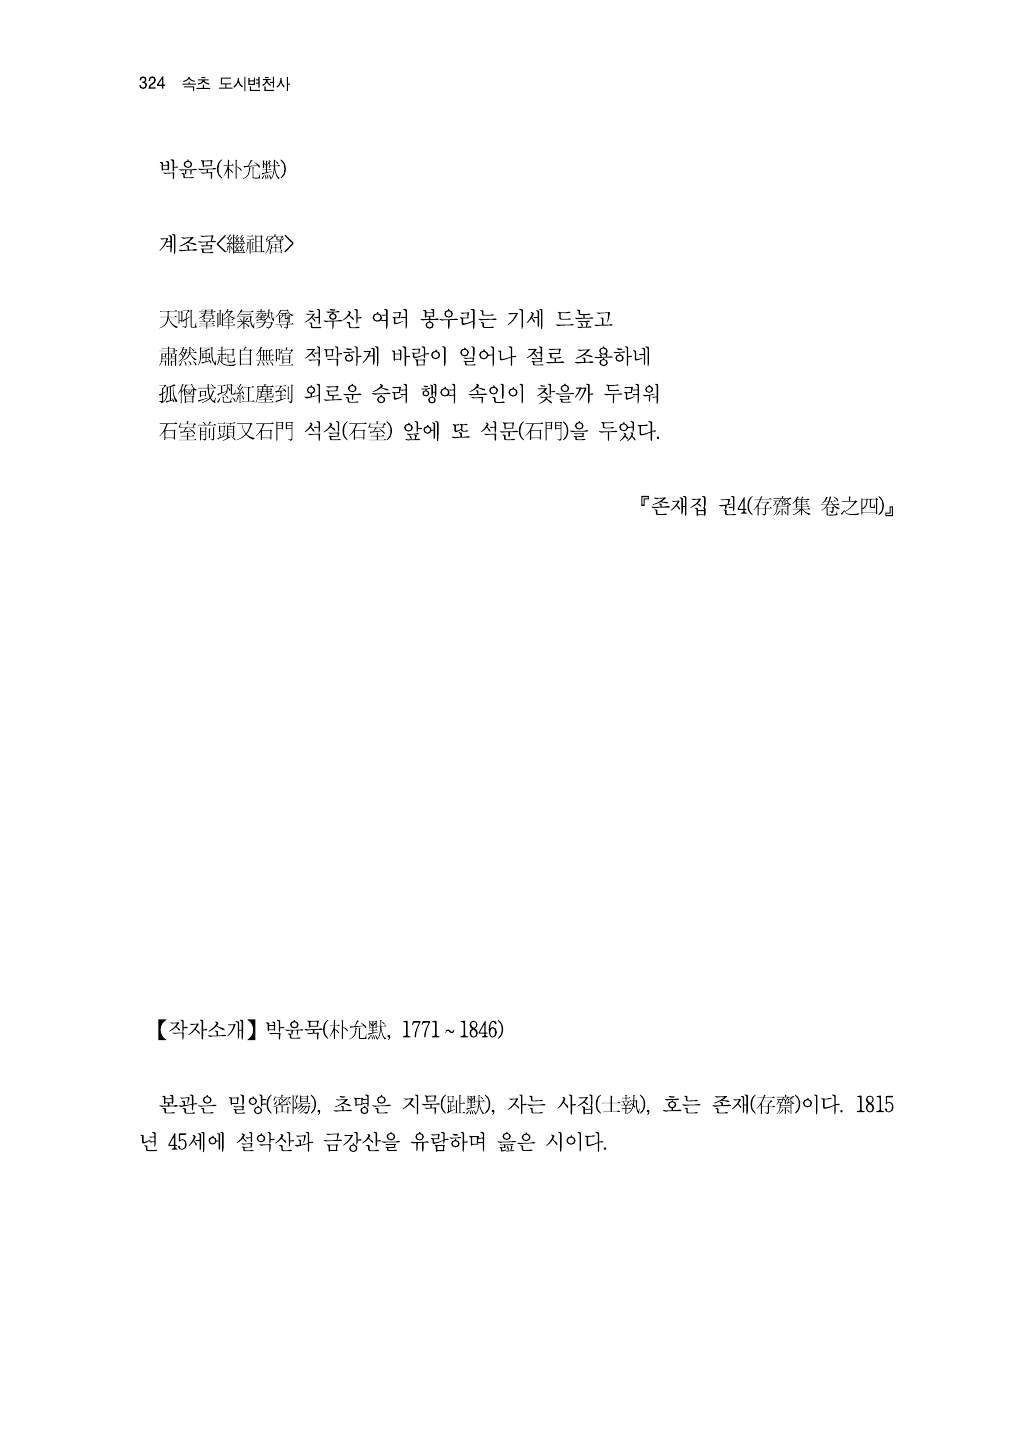 324 속초 도시변천사
박윤묵(朴允默)
계조굴<繼祖窟>
天吼羣峰氣勢尊 천후산 여러 봉우리는 기세 드높고
肅然風起自無喧 적막하게 바람이 일어나 절로 조용하네
孤僧或恐紅塵到 외로운 승려 행여 속인이 찾을까 두려워
石室前頭又石門 석실(石室) 앞에 또 석문(石門)을 두었다.
『존재집 권4(存齋集 卷之四)』
【작자소개】 박윤묵(朴允默, 1771～1846)
본관은 밀양(密陽), 초명은 지묵(趾默), 자는 사집(士執), 호는 존재(存齋)이다. 1815
년 45세에 설악산과 금강산을 유람하며 읊은 시이다.